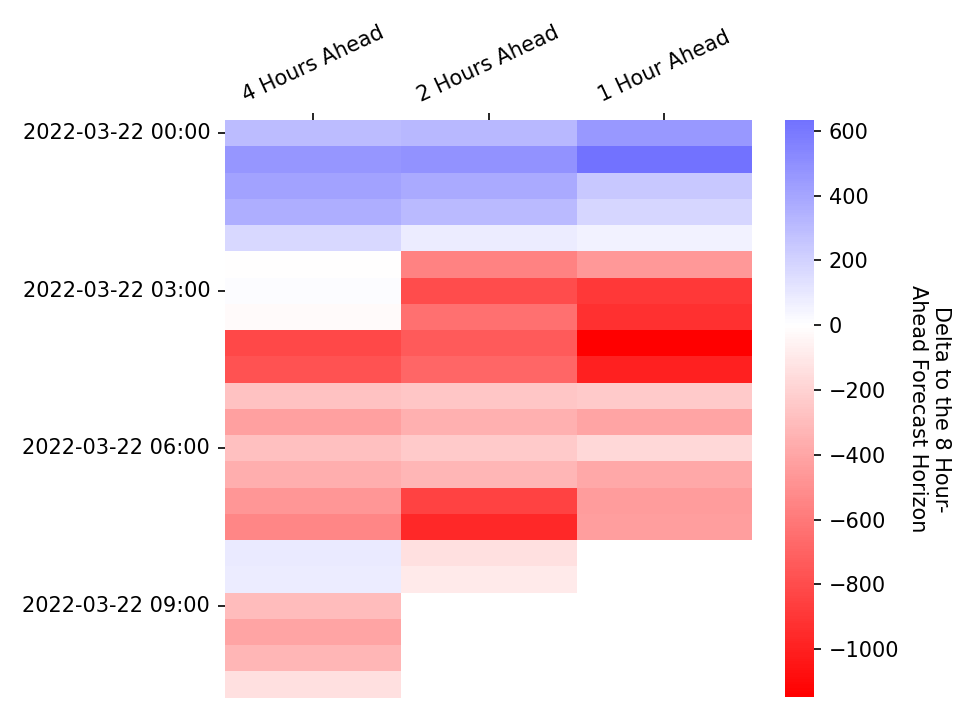 4 Hours Ahead
2 Hours Ahead
1 Hour Ahead
2022-03-22 00:00
2022-03-22 03:00
2022-03-22 06:00
2022-03-22 09:00
600
400
200
0
−200
−400
−600
−800
−1000
Delta to the 8 Hour-
Ahead Forecast Horizon